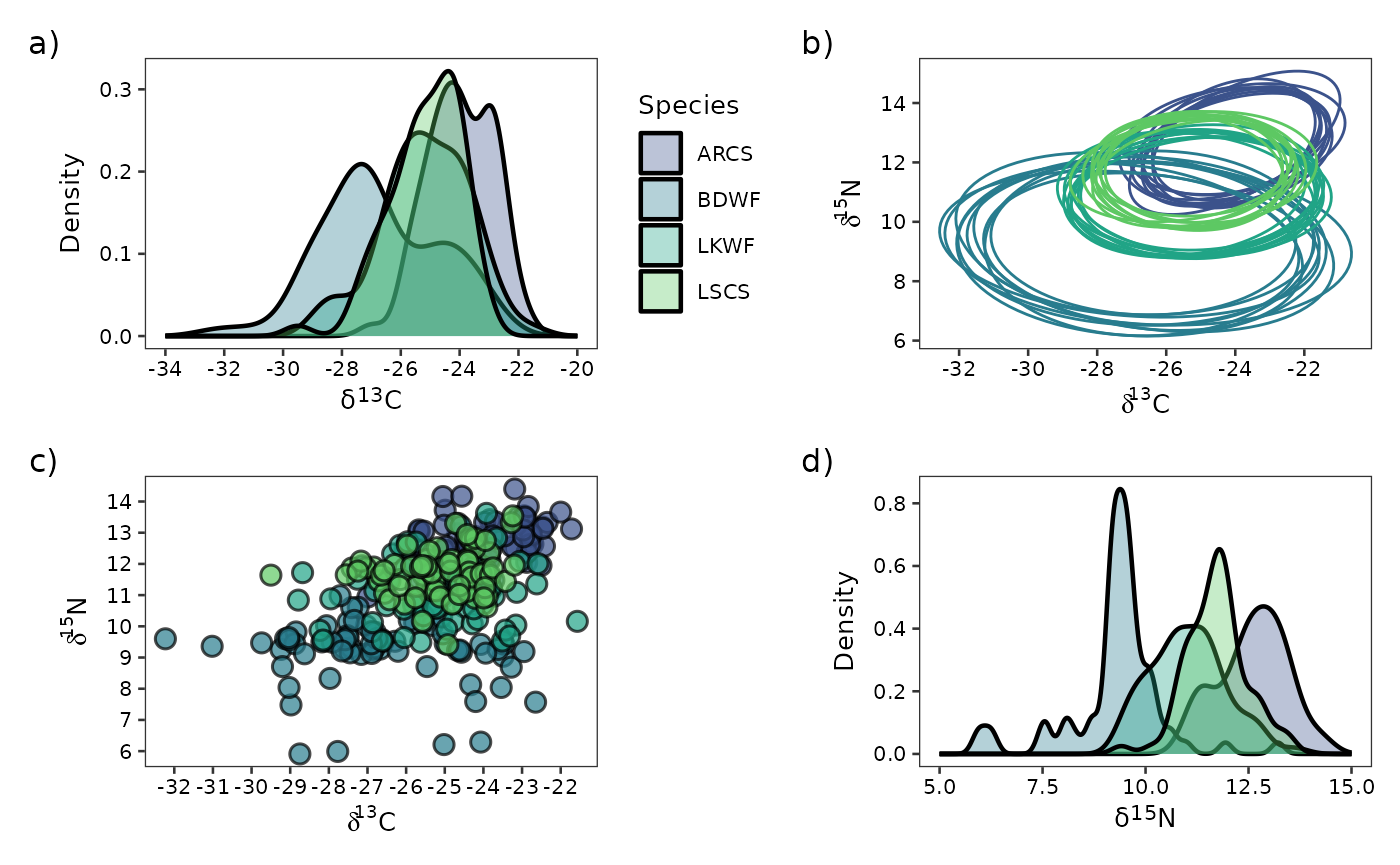 a)
Density
0.3
0.2
0.1
0.0
-34 -32 -30 -28 -26 -24 -22 -20
δ13C
Species
ARCS
BDWF
LKWF
LSCS
b)
δ15N
14
12
10
8
6
-32 -30 -28 -26 -24 -22
δ13C
c)
δ15N
14
13
12
11
10
9
8
7
6
-32 -31 -30 -29 -28 -27 -26 -25 -24 -23 -22
δ13C
d)
Density
0.8
0.6
0.4
0.2
0.0
5.0 7.5 10.0 12.5 15.0
δ15N